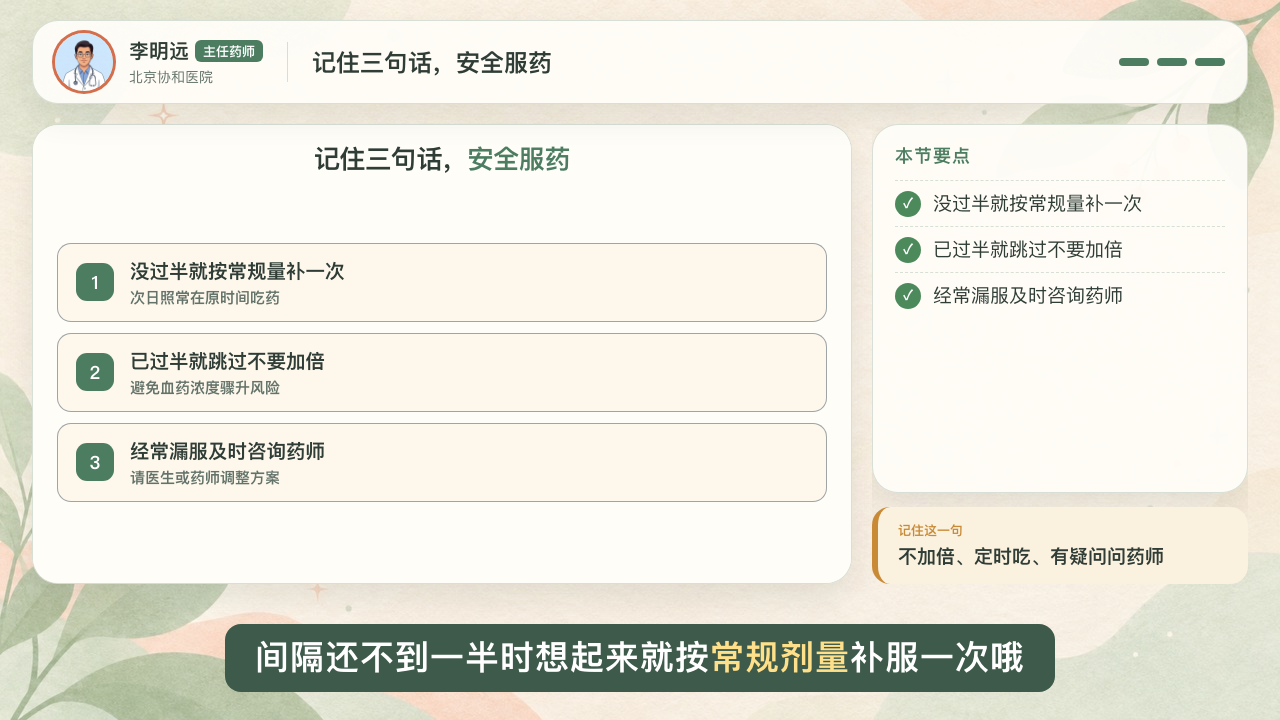 李明远 主任药师
北京协和医院
记住三句话，安全服药
记住三句话，安全服药
1
没过半就按常规量补一次
次日照常在原时间吃药
2
已过半就跳过不要加倍
避免血药浓度骤升风险
3
经常漏服及时咨询药师
请医生或药师调整方案
本节要点
没过半就按常规量补一次
已过半就跳过不要加倍
经常漏服及时咨询药师
记住这一句
不加倍、定时吃、有疑问问药师
间隔还不到一半时想起来就按常规剂量补服一次哦